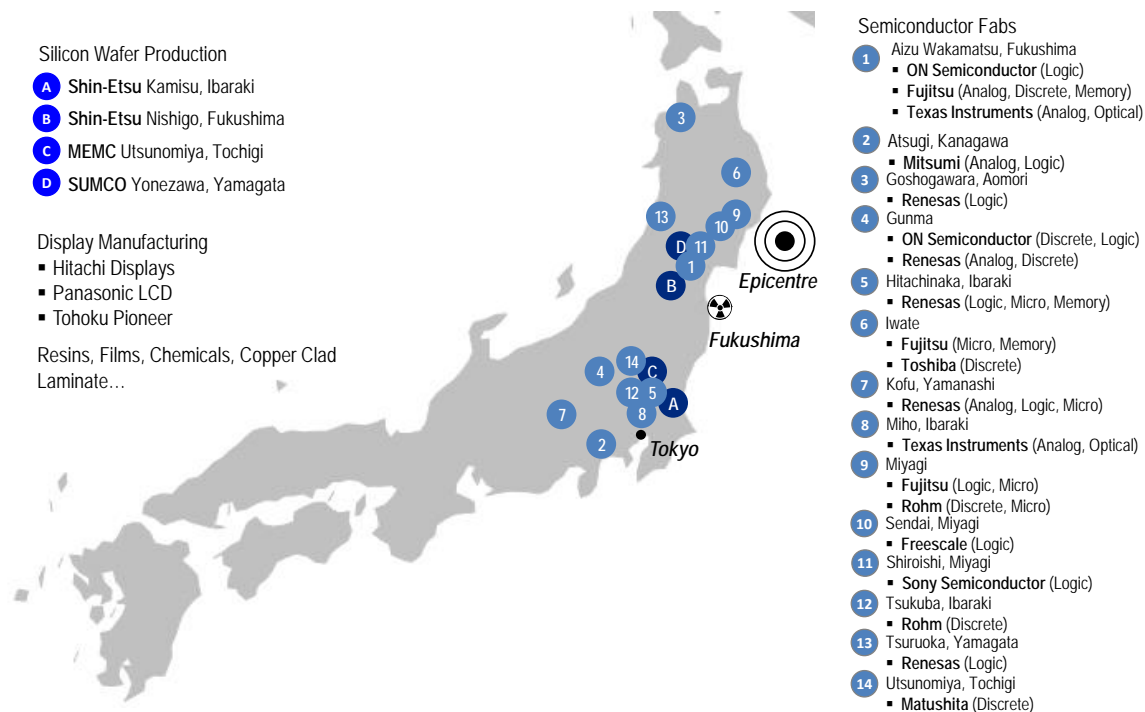 Silicon Wafer Production
A Shin-Etsu Kamisu, Ibaraki
B Shin-Etsu Nishigo, Fukushima
C MEMC Utsunomiya, Tochigi
D SUMCO Yonezawa, Yamagata
Display Manufacturing
▪ Hitachi Displays
▪ Panasonic LCD
▪ Tohoku Pioneer
Resins, Films, Chemicals, Copper Clad
Laminate…
3
6
13
9
10
D
11
1
B
Epicentre
Fukushima
14
4
C
12
5
A
7
8
2
Tokyo
Semiconductor Fabs
1 Aizu Wakamatsu, Fukushima
▪ ON Semiconductor (Logic)
▪ Fujitsu (Analog, Discrete, Memory)
▪ Texas Instruments (Analog, Optical)
2 Atsugi, Kanagawa
▪ Mitsumi (Analog, Logic)
3 Goshogawara, Aomori
▪ Renesas (Logic)
4 Gunma
▪ ON Semiconductor (Discrete, Logic)
▪ Renesas (Analog, Discrete)
5 Hitachinaka, Ibaraki
▪ Renesas (Logic, Micro, Memory)
6 Iwate
▪ Fujitsu (Micro, Memory)
▪ Toshiba (Discrete)
7 Kofu, Yamanashi
▪ Renesas (Analog, Logic, Micro)
8 Miho, Ibaraki
▪ Texas Instruments (Analog, Optical)
9 Miyagi
▪ Fujitsu (Logic, Micro)
▪ Rohm (Discrete, Micro)
10 Sendai, Miyagi
▪ Freescale (Logic)
11 Shiroishi, Miyagi
▪ Sony Semiconductor (Logic)
12 Tsukuba, Ibaraki
▪ Rohm (Discrete)
13 Tsuruoka, Yamagata
▪ Renesas (Logic)
14 Utsunomiya, Tochigi
▪ Matushita (Discrete)